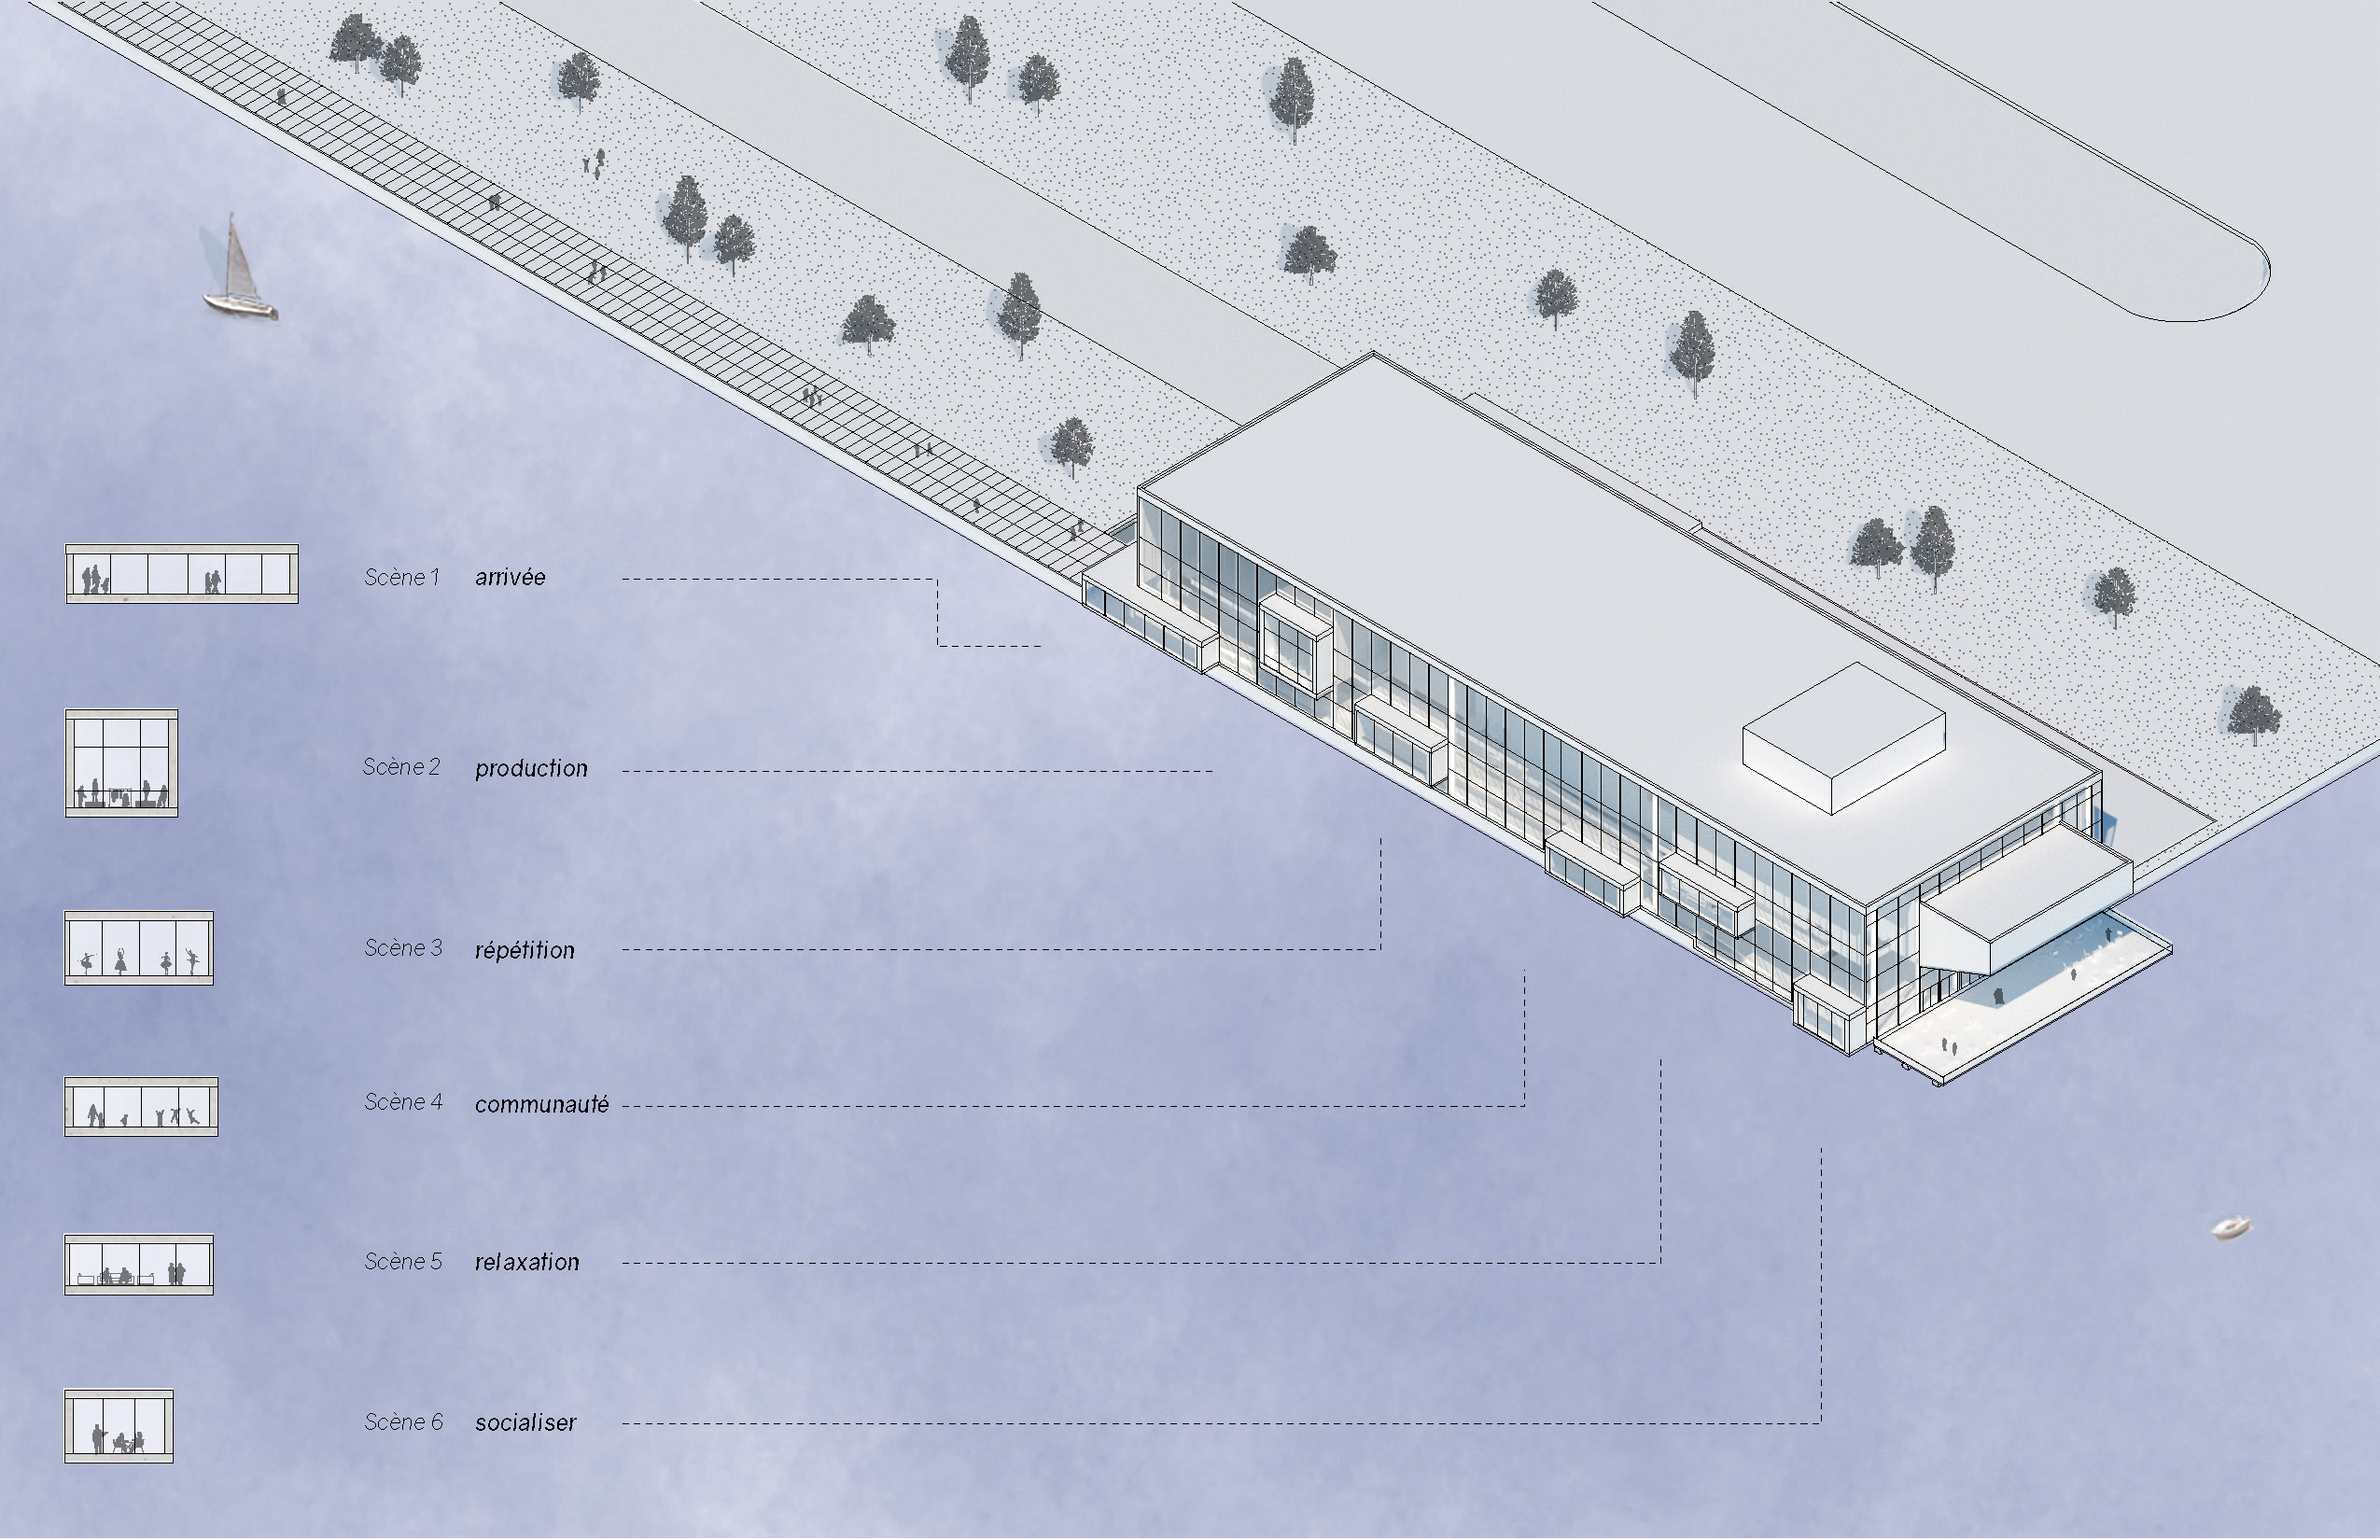 Scène 1 arrivée
Scène 2 production
Scène 3 répétition
Scène 4 communauté
Scène 5 relaxation
Scène 6 socialiser